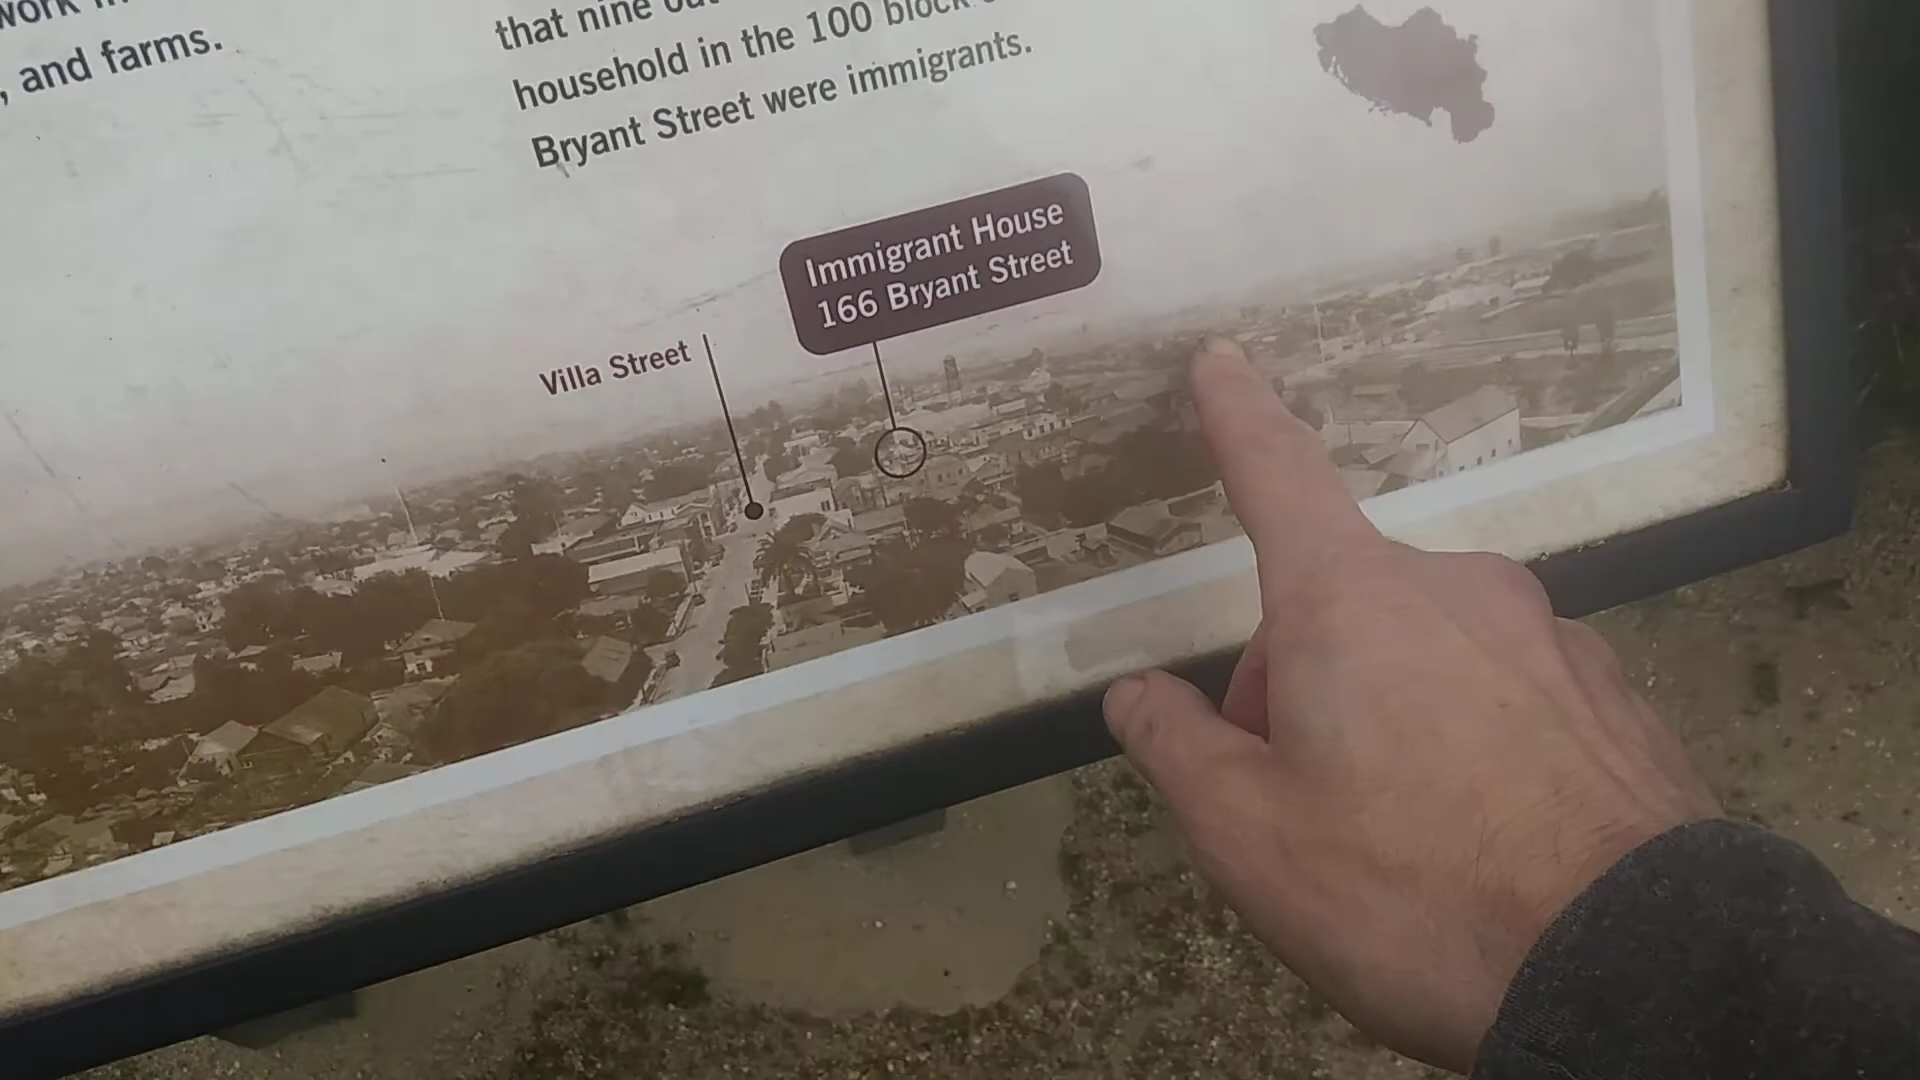 , and farms.
that nine
household in the 100 block
Bryant Street were immigrants.
Immigrant House
166 Bryant Street
Villa Street